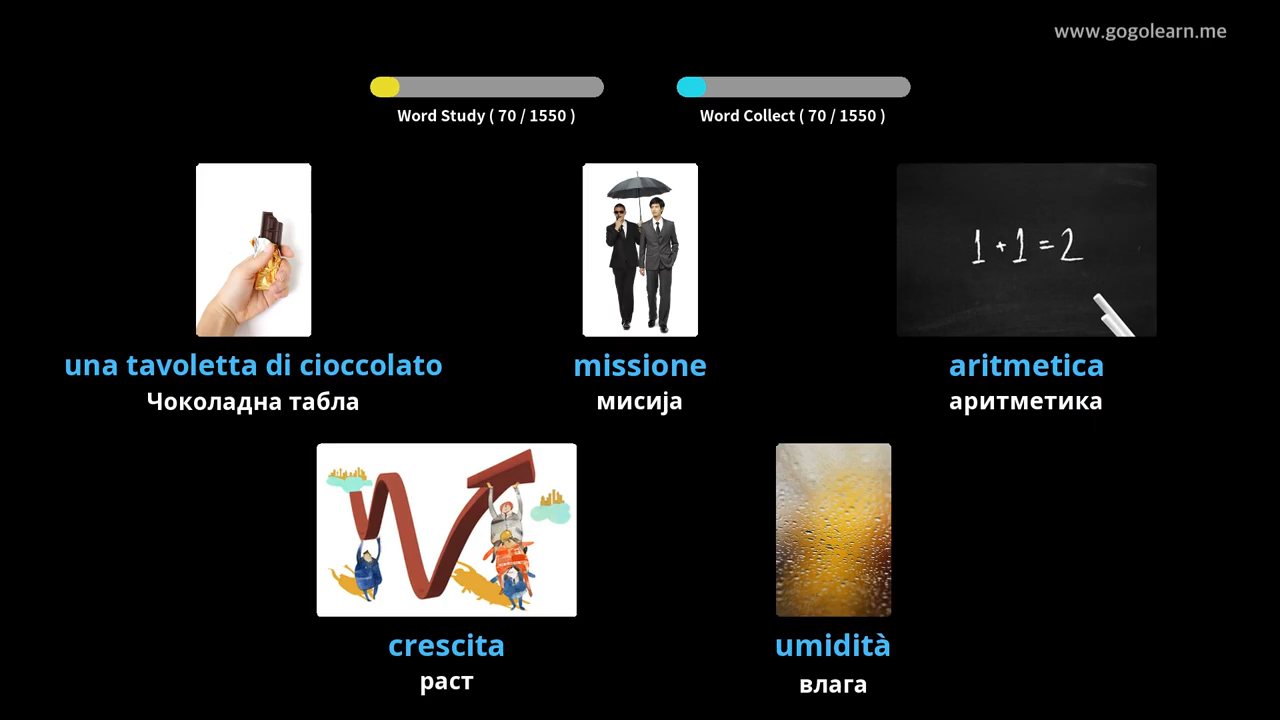 www.gogolearn.me
Word Study ( 70 / 1550 )
Word Collect ( 70 / 1550 )
1 + 1 = 2
una tavoletta di cioccolato
Чоколадна табла
missione
мисија
aritmetica
аритметика
crescita
раст
umidità
влага